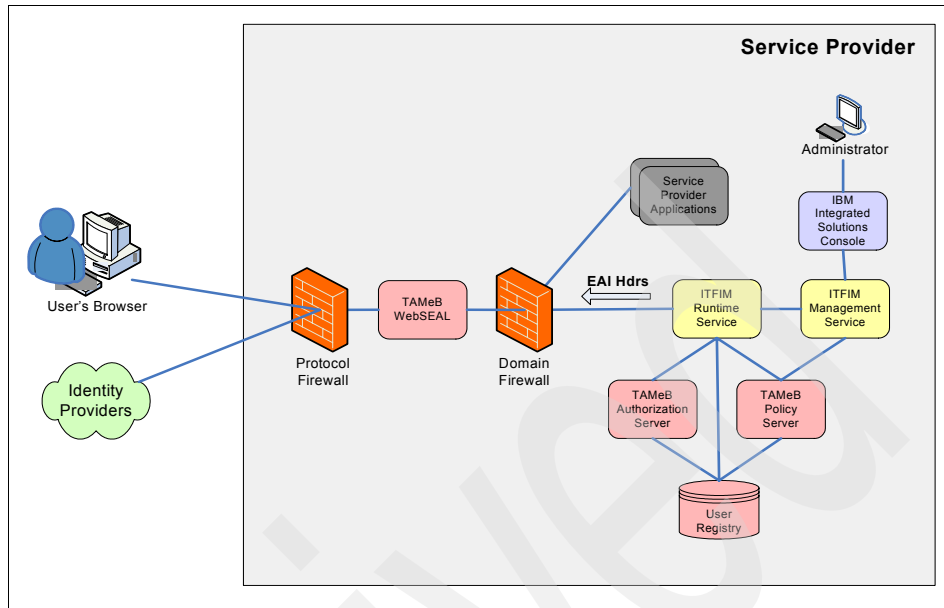 Service Provider
Administrator
Service
Provider
Applications
IBM
Integrated
Solutions
Console
User's Browser
EAI Hdrs
TAMeB
WebSEAL
ITFIM
Runtime
Service
ITFIM
Management
Service
Protocol
Firewall
Domain
Firewall
Identity
Providers
TAMeB
Authorization
Server
TAMeB
Policy
Server
User
Registry